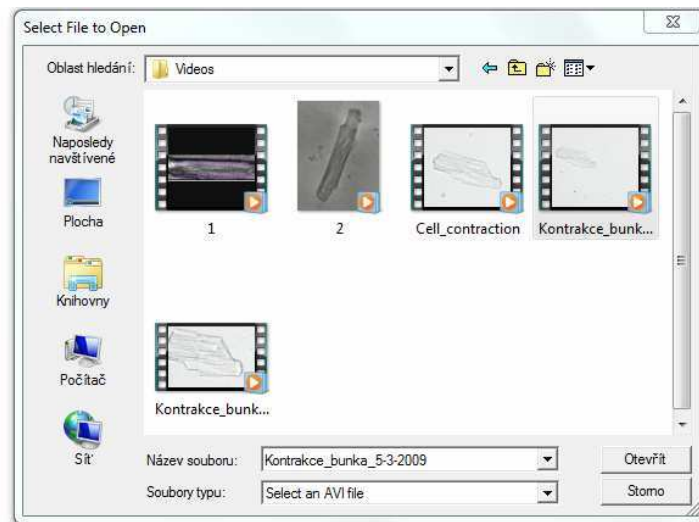 Select File to Open
Oblast hledání:
Videos
Naposledy
navštívené
Plocha
Knihovny
Počítač
Síť
1
2
Cell_contraction
Kontrakce_bunk...
Kontrakce_bunk...
Název souboru:
Kontrakce_bunka_5-3-2009
Otevřít
Soubory typu:
Select an AVI file
Storno